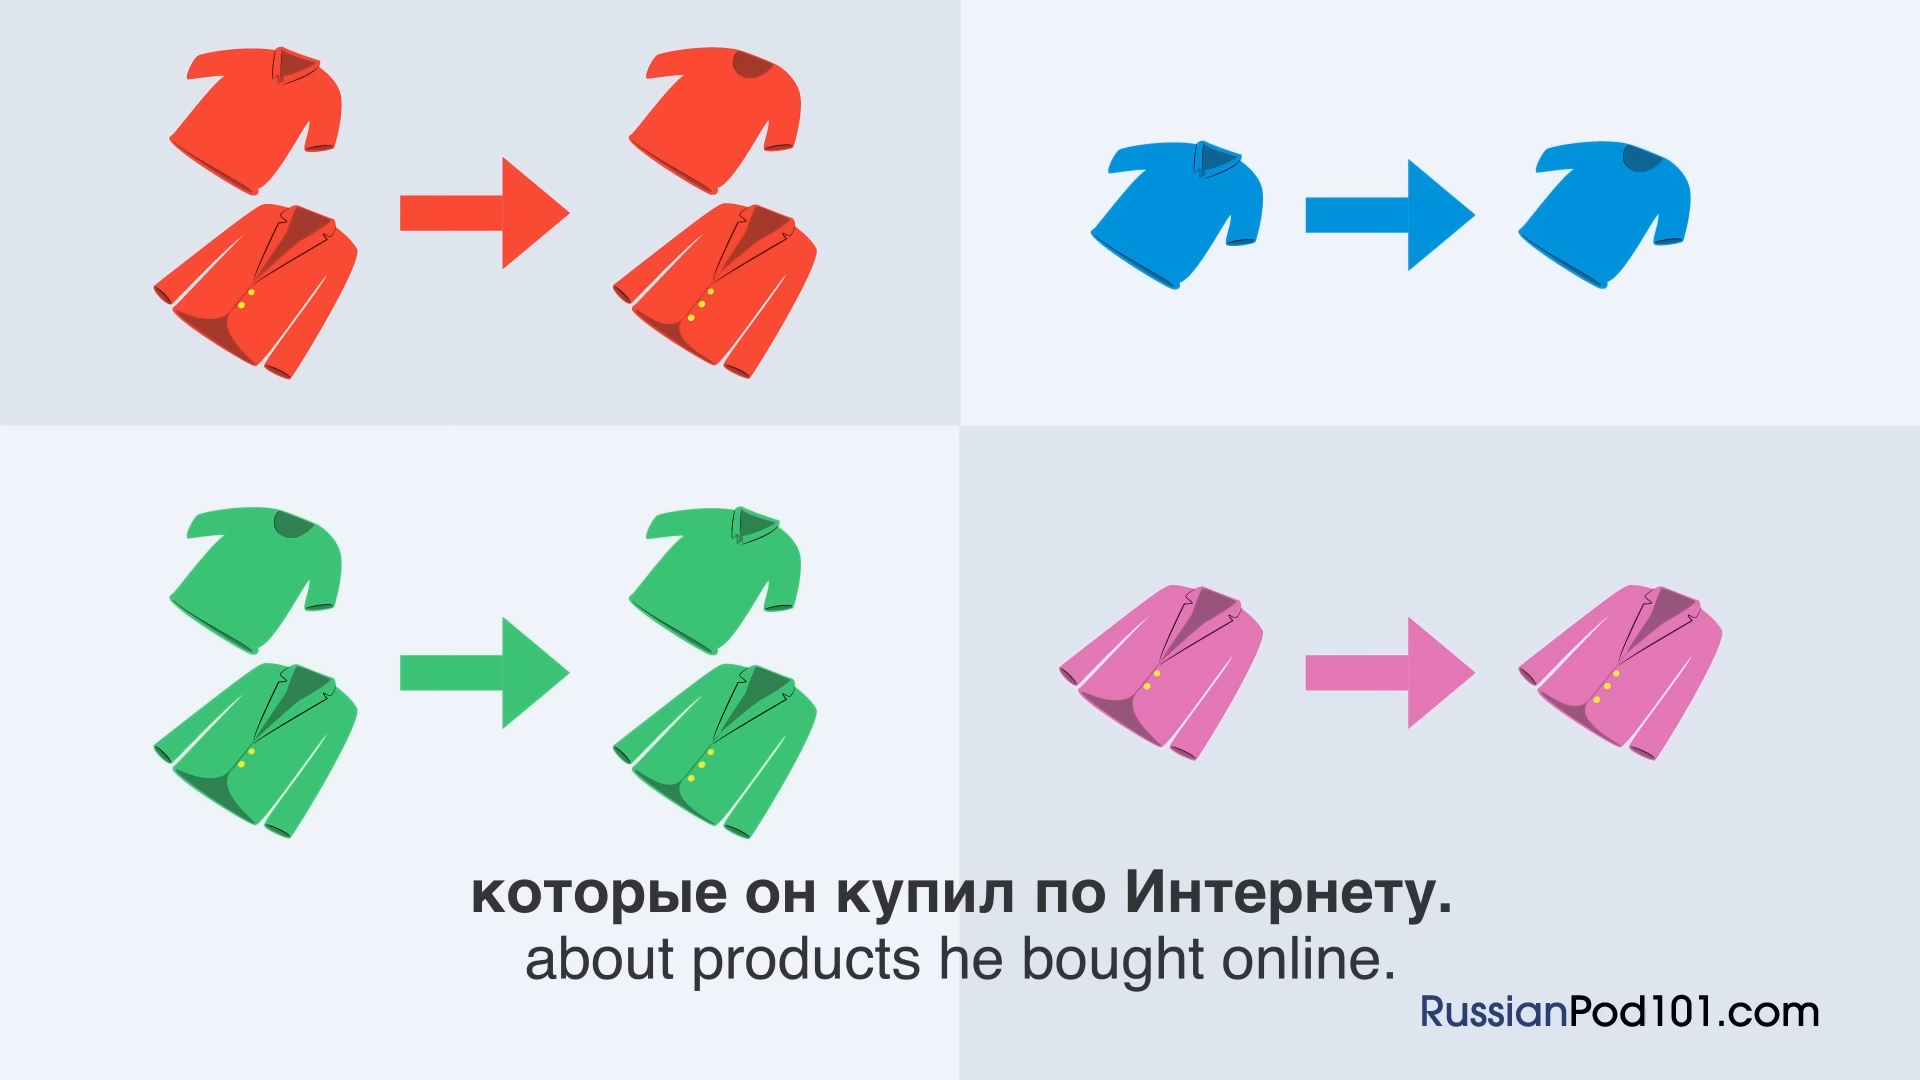 которые он купил по Интернету.
about products he bought online.
RussianPod101.com